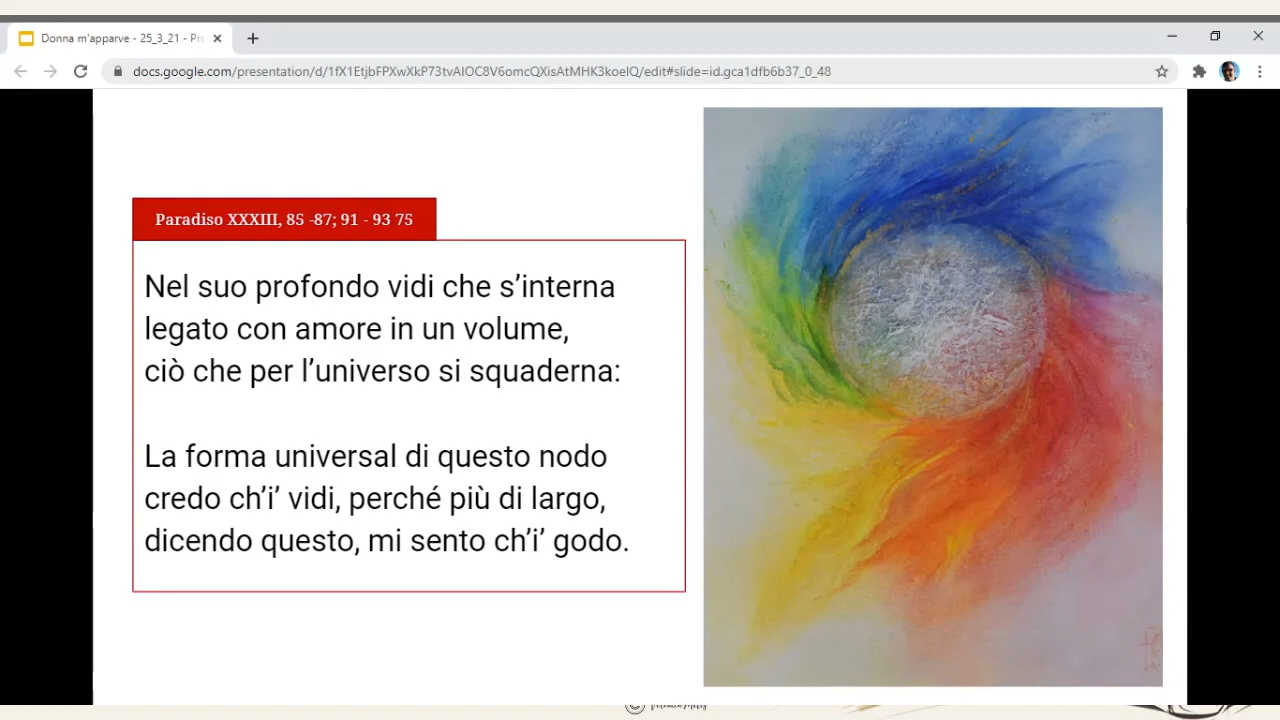 Donna m'apparve - 25_3_21 - Pre
docs.google.com/presentation/d/1fX1EtjbFPXwXkP73tvAIOC8V6omcQXisAtMHK3koeIQ/edit#slide=id.gca1dfb6b37_0_48
Paradiso XXXIII, 85 -87; 91 - 93 75
Nel suo profondo vidi che s’interna
legato con amore in un volume,
ciò che per l’universo si squaderna:
La forma universal di questo nodo
credo ch’i’ vidi, perché più di largo,
dicendo questo, mi sento ch’i’ godo.